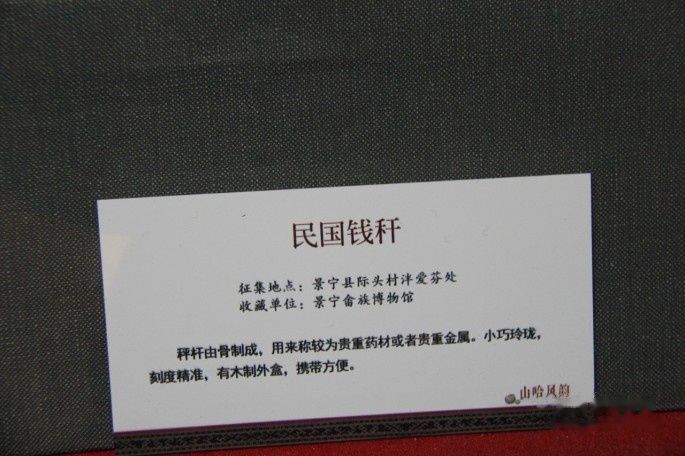 民国钱秤
征集地点：景宁县际头村泮爱芬处
收藏单位：景宁畲族博物馆
秤杆由骨制成，用来称较为贵重药材或者贵重金属。小巧玲珑，
刻度精准，有木制外盒，携带方便。
山哈风韵